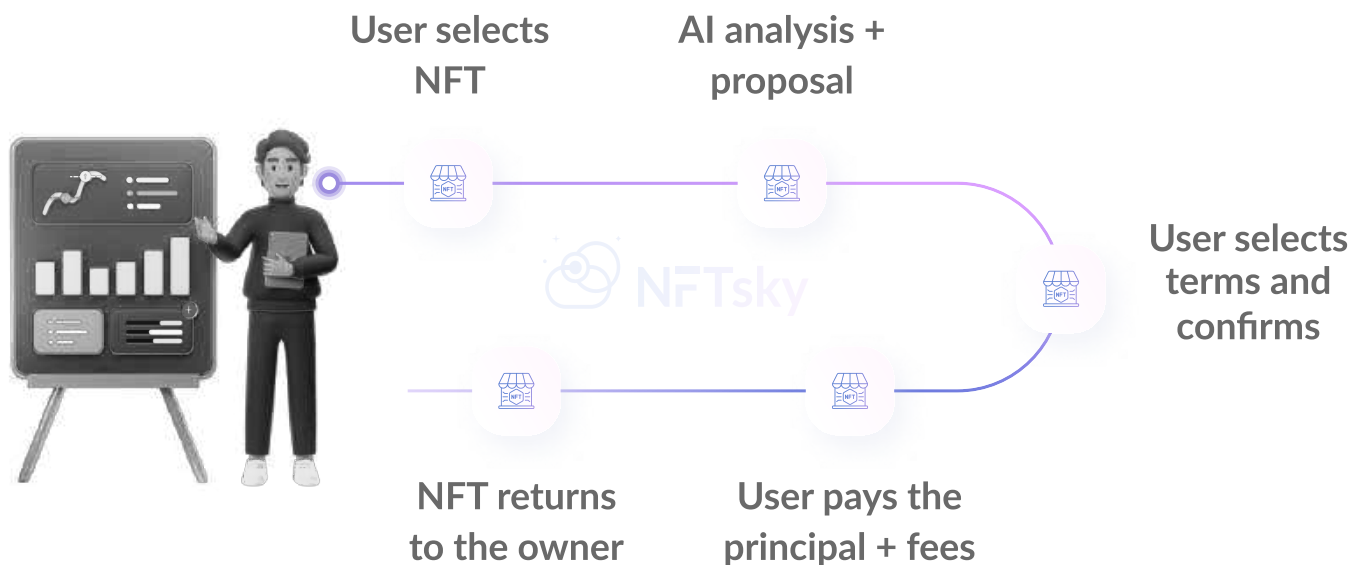 User selects
NFT
AI analysis +
proposal
NFT
NFT
User selects
terms and
confirms
NFT
NFTsky
NFT
NFT
NFT returns
to the owner
User pays the
principal + fees